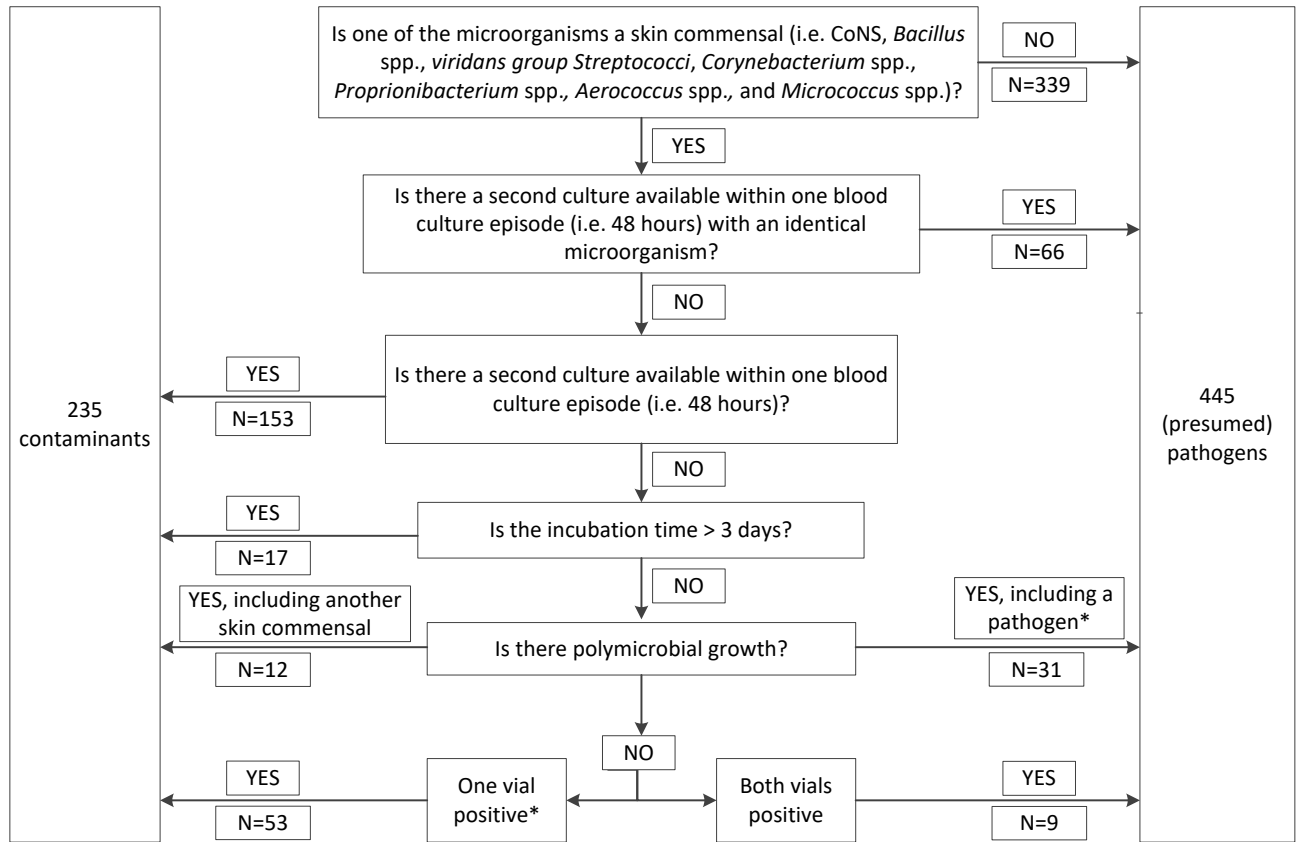 Is one of the microorganisms a skin commensal (i.e. CoNS, Bacillus
spp., viridans group Streptococci, Corynebacterium spp.,
Proprionibacterium spp., Aerococcus spp., and Micrococcus spp.)?
NO
N=339
YES
Is there a second culture available within one blood
culture episode (i.e. 48 hours) with an identical
microorganism?
YES
N=66
NO
Is there a second culture available within one blood
culture episode (i.e. 48 hours)?
YES
N=153
235
contaminants
445
(presumed)
pathogens
NO
Is the incubation time > 3 days?
YES
N=17
NO
YES, including another
skin commensal
N=12
Is there polymicrobial growth?
YES, including a
pathogen*
N=31
NO
YES
N=53
One vial
positive*
Both vials
positive
YES
N=9